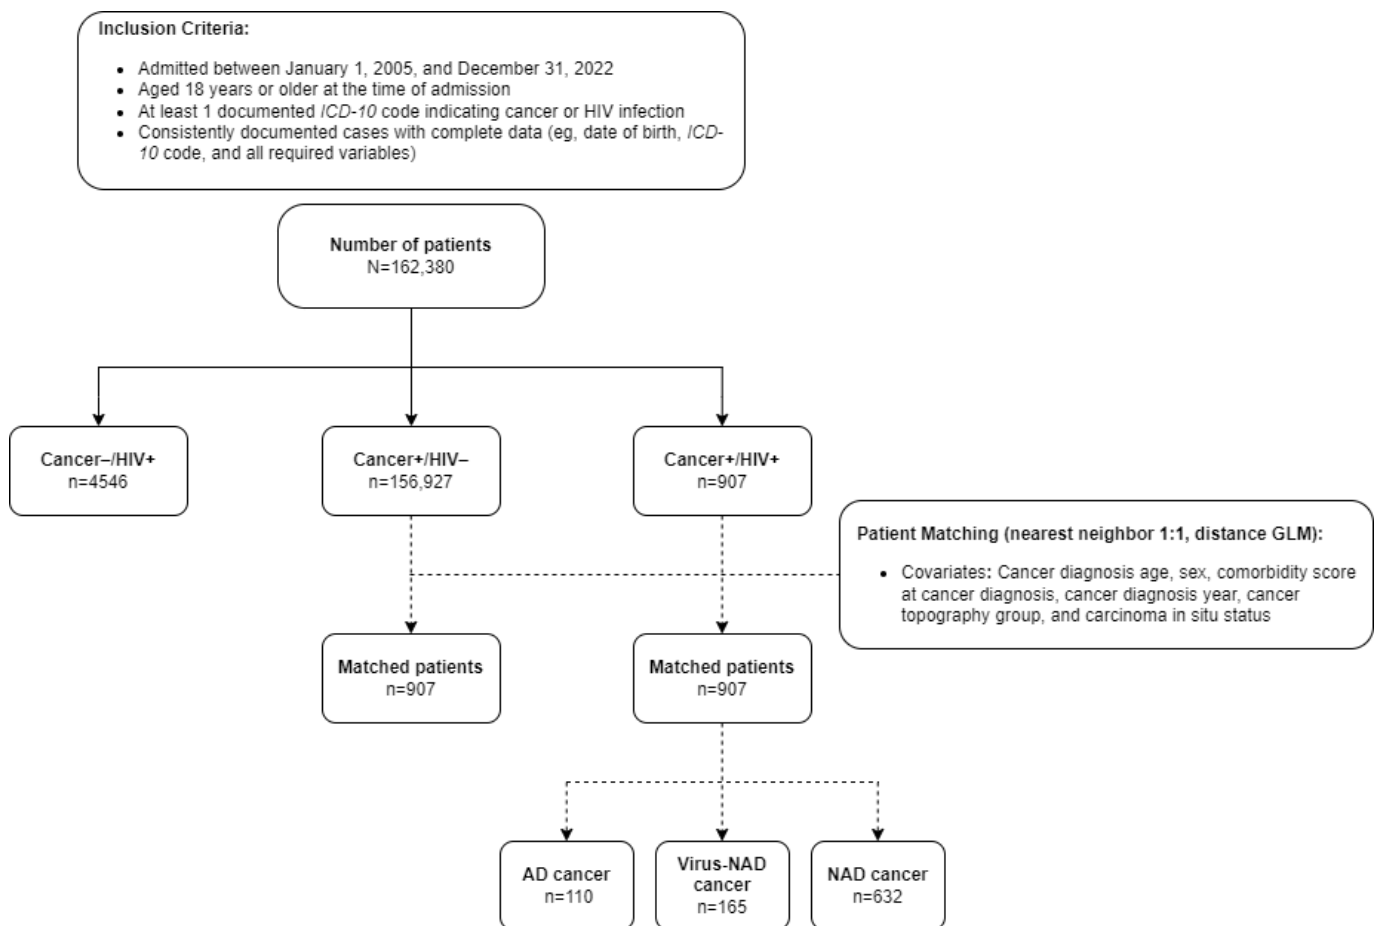 Inclusion Criteria:
• Admitted between January 1, 2005, and December 31, 2022
• Aged 18 years or older at the time of admission
• At least 1 documented ICD-10 code indicating cancer or HIV infection
• Consistently documented cases with complete data (eg, date of birth, ICD-
10 code, and all required variables)
Number of patients
N=162,380
Cancer–/HIV+
n=4546
Cancer+/HIV–
n=156,927
Cancer+/HIV+
n=907
Patient Matching (nearest neighbor 1:1, distance GLM):
• Covariates: Cancer diagnosis age, sex, comorbidity score
at cancer diagnosis, cancer diagnosis year, cancer
topography group, and carcinoma in situ status
Matched patients
n=907
Matched patients
n=907
AD cancer
n=110
Virus-NAD
cancer
n=165
NAD cancer
n=632